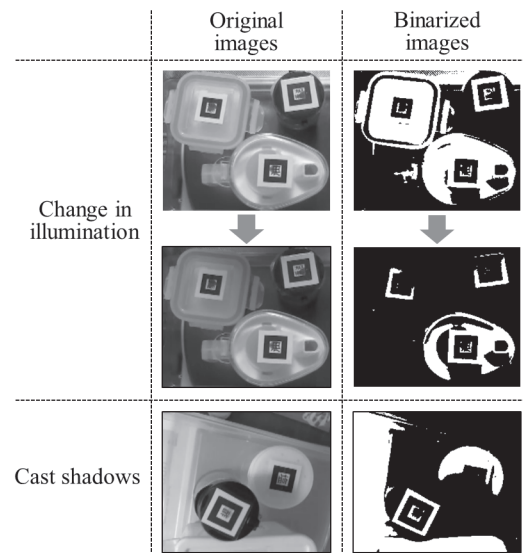 Original
images
Binarized
images
Change in
illumination
Cast shadows